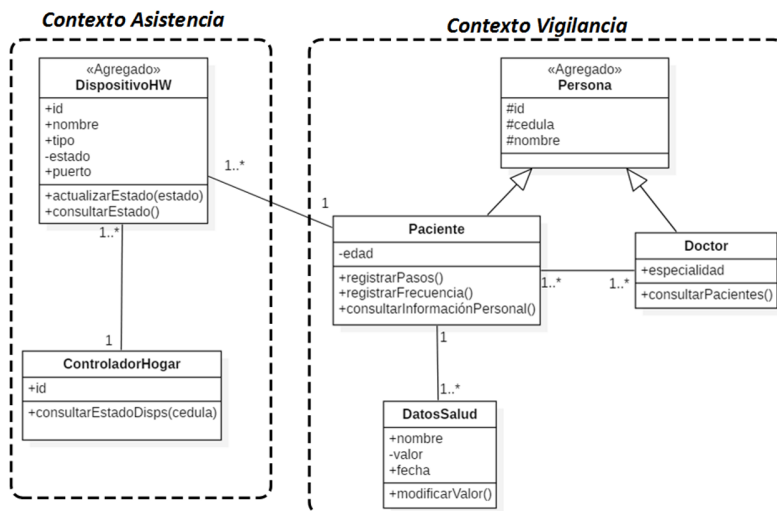 Contexto Asistencia
Contexto Vigilancia
«Agregado»
DispositivoHW
+id
+nombre
+tipo
-estado
+puerto
+actualizarEstado(estado)
+consultarEstado()
«Agregado»
Persona
#id
#cedula
#nombre
1..*
1
Paciente
-edad
+registrarPasos()
+registrarFrecuencia()
+consultarInformaciónPersonal()
Doctor
+especialidad
+consultarPacientes()
1..*
1..*
1..*
1
ControladorHogar
+id
+consultarEstadoDisps(cedula)
1
1..*
DatosSalud
+nombre
-valor
+fecha
+modificarValor()